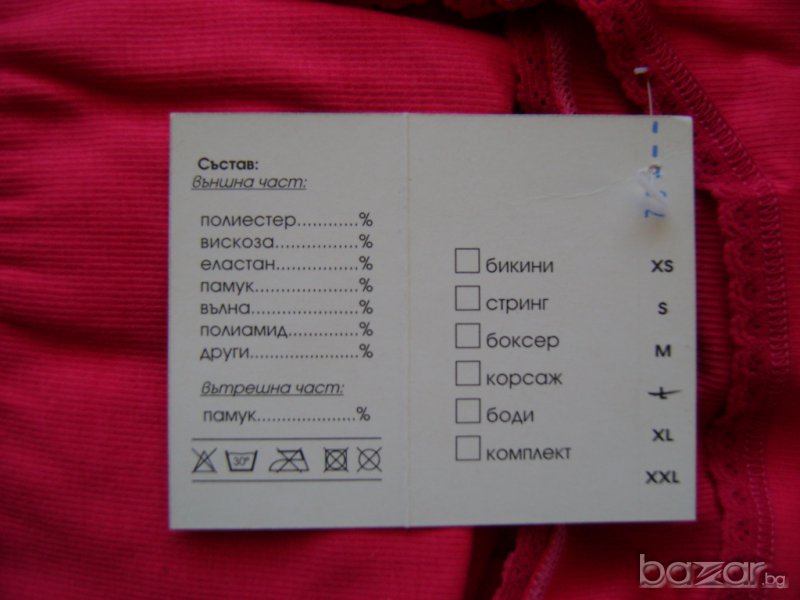 Състав:
външна част:
полиестер............%
вискоза................%
еластан................%
памук...................%
вълна....................%
полиамид.............%
други....................%
вътрешна част:
памук....................%
30°
бикини
стринг
боксер
корсаж
боди
комплект
XS
S
M
L
XL
XXL
bazar.bg